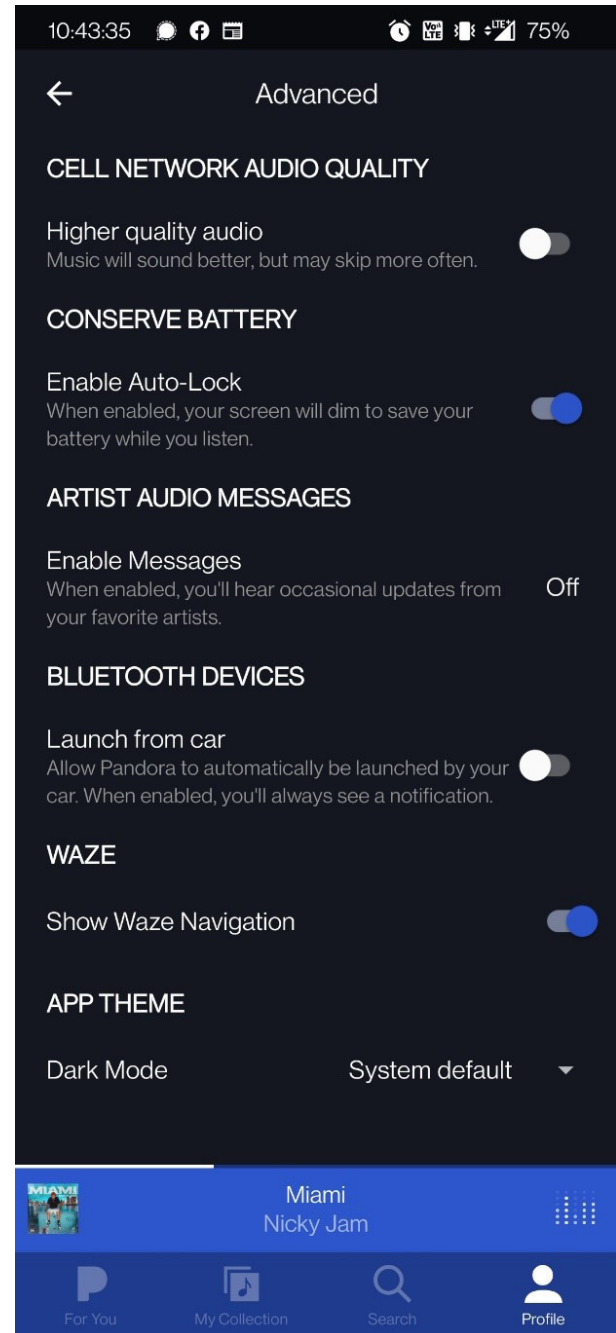 10:43:35 75%
Advanced
CELL NETWORK AUDIO QUALITY
Higher quality audio
Music will sound better, but may skip more often.
CONSERVE BATTERY
Enable Auto-Lock
When enabled, your screen will dim to save your
battery while you listen.
ARTIST AUDIO MESSAGES
Enable Messages
When enabled, you'll hear occasional updates from
your favorite artists.
Off
BLUETOOTH DEVICES
Launch from car
Allow Pandora to automatically be launched by your
car. When enabled, you'll always see a notification.
WAZE
Show Waze Navigation
APP THEME
Dark Mode System default
MIAMI
Miami
Nicky Jam
For You My Collection Search Profile